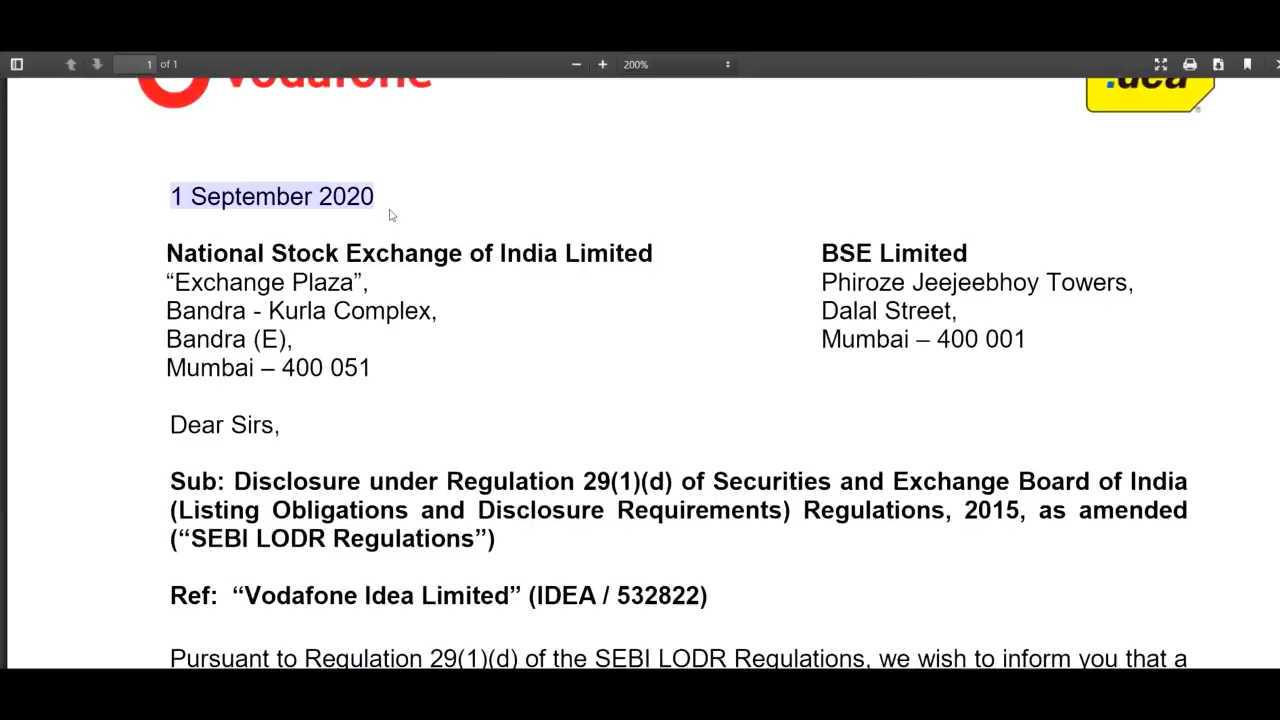 1 of 1
200%
vodafone
idea
1 September 2020
National Stock Exchange of India Limited
“Exchange Plaza”,
Bandra - Kurla Complex,
Bandra (E),
Mumbai – 400 051
BSE Limited
Phiroze Jeejeebhoy Towers,
Dalal Street,
Mumbai – 400 001
Dear Sirs,
Sub: Disclosure under Regulation 29(1)(d) of Securities and Exchange Board of India
(Listing Obligations and Disclosure Requirements) Regulations, 2015, as amended
(“SEBI LODR Regulations”)
Ref: “Vodafone Idea Limited” (IDEA / 532822)
Pursuant to Regulation 29(1)(d) of the SEBI LODR Regulations, we wish to inform you that a